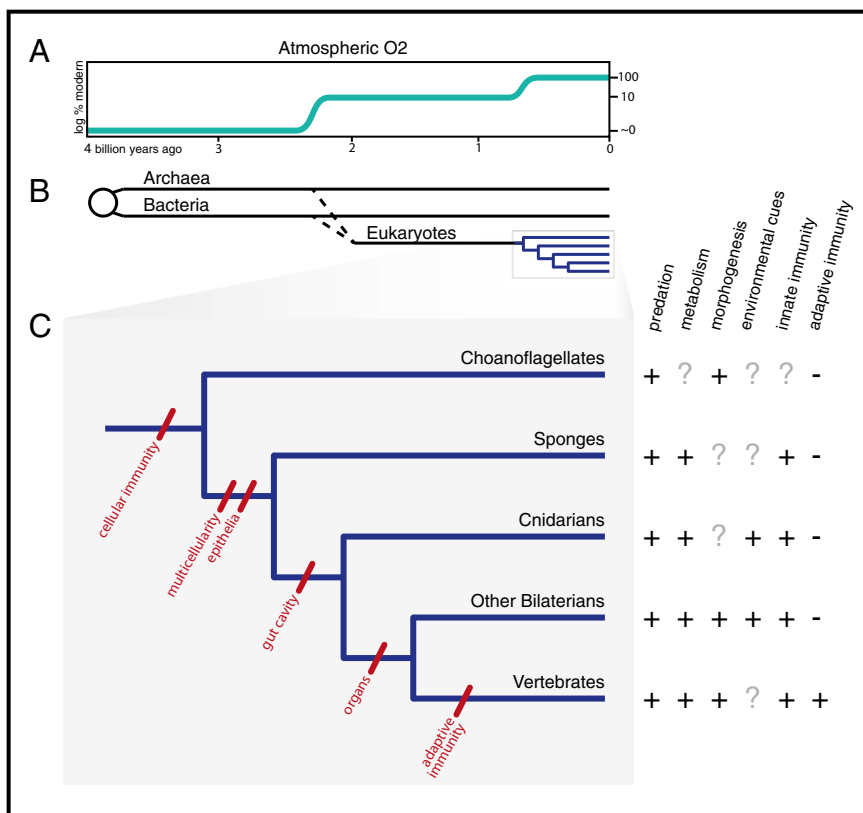 A
Atmospheric O2
log % modern
100
10
~0
4 billion years ago
3
2
1
0
B
Archaea
Bacteria
Eukaryotes
predation
metabolism
morphogenesis
environmental cues
innate immunity
adaptive immunity
C
Choanoflagellates
+ ? + ? ? -
cellular immunity
Sponges
+ + ? ? + -
multicellularity
epithelia
Cnidarians
+ + ? + + -
gut cavity
Other Bilaterians
+ + + + + -
organs
Vertebrates
+ + + ? + +
adaptive
immunity